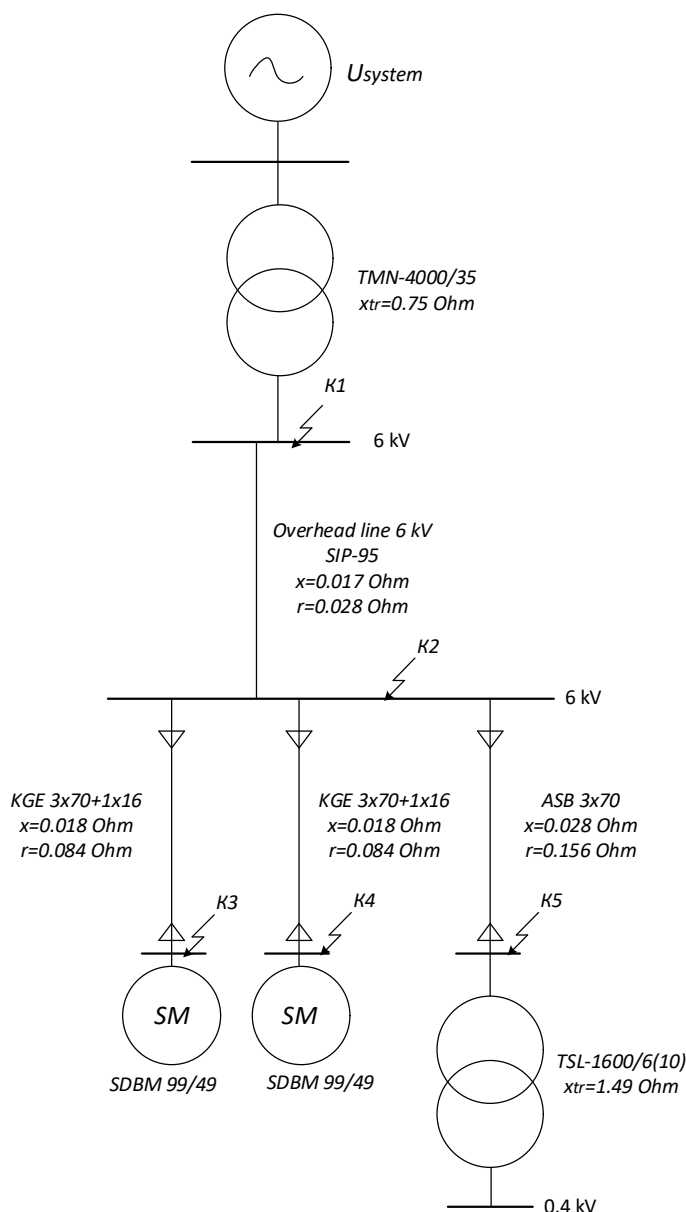 Usystem
TMN-4000/35
xtr=0.75 Ohm
K1
6 kV
Overhead line 6 kV
SIP-95
x=0.017 Ohm
r=0.028 Ohm
K2
6 kV
KGE 3x70+1x16
x=0.018 Ohm
r=0.084 Ohm
KGE 3x70+1x16
x=0.018 Ohm
r=0.084 Ohm
ASB 3x70
x=0.028 Ohm
r=0.156 Ohm
K3
K4
K5
SM
SM
SDBM 99/49
SDBM 99/49
TSL-1600/6(10)
xtr=1.49 Ohm
0.4 kV